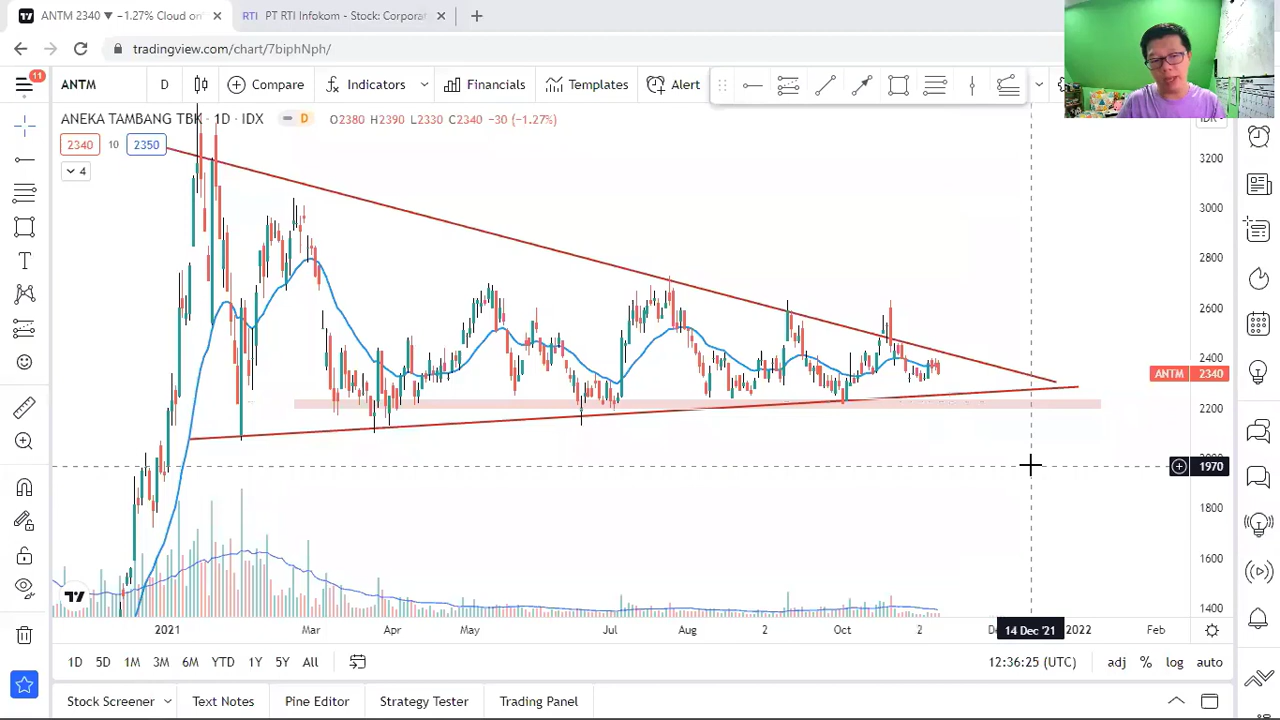 ANTM 2340 ▼ −1.27% Cloud on
RTI PT RTI Infokom - Stock: Corporat
tradingview.com/chart/7biphNph/
11
ANTM D Compare Indicators Financials Templates Alert
ANEKA TAMBANG TBK · 1D · IDX D O2380 H2390 L2330 C2340 −30 (−1.27%)
2340 10 2350
4
3200
3000
2800
2600
2400
ANTM 2340
2200
1970
1800
1600
1400
2021 Mar Apr May Jul Aug 2 Oct 2 14 Dec '21 2022 Feb
1D 5D 1M 3M 6M YTD 1Y 5Y All 12:36:25 (UTC) adj % log auto
Stock Screener Text Notes Pine Editor Strategy Tester Trading Panel